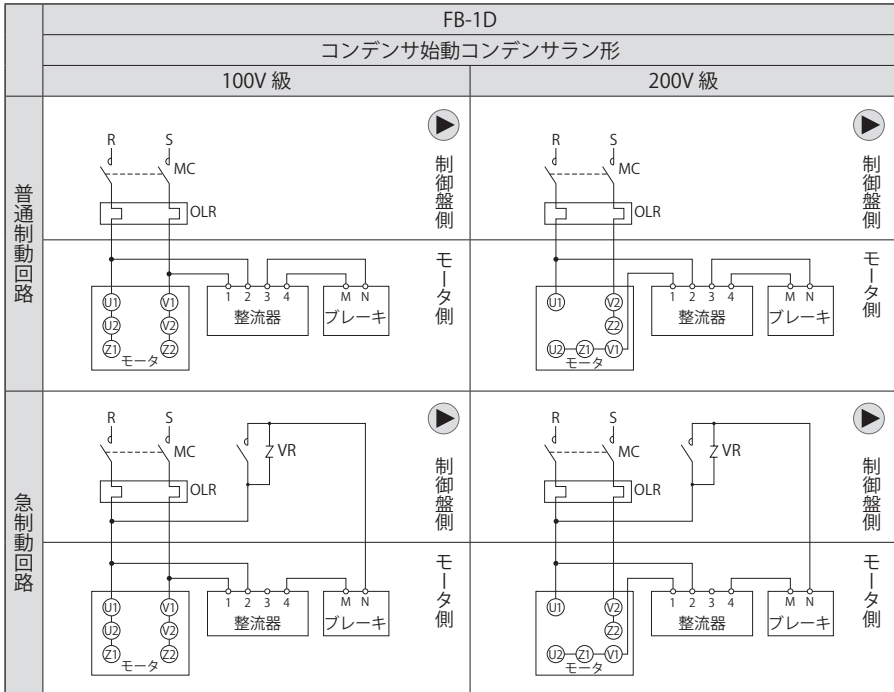 FB-1D
コンデンサ始動コンデンサラン形
100V 級
200V 級
普通制動回路
R S
MC
OLR
制御盤側
モータ側
U1 V1
U2 V2
Z1 Z2
モータ
1 2 3 4
整流器
M N
ブレーキ
R S
MC
OLR
制御盤側
モータ側
U1 V2
Z2
U2 Z1 V1
モータ
1 2 3 4
整流器
M N
ブレーキ
急制動回路
R S
MC
VR
OLR
制御盤側
モータ側
U1 V1
U2 V2
Z1 Z2
モータ
1 2 3 4
整流器
M N
ブレーキ
R S
MC
VR
OLR
制御盤側
モータ側
U1 V2
Z2
U2 Z1 V1
モータ
1 2 3 4
整流器
M N
ブレーキ